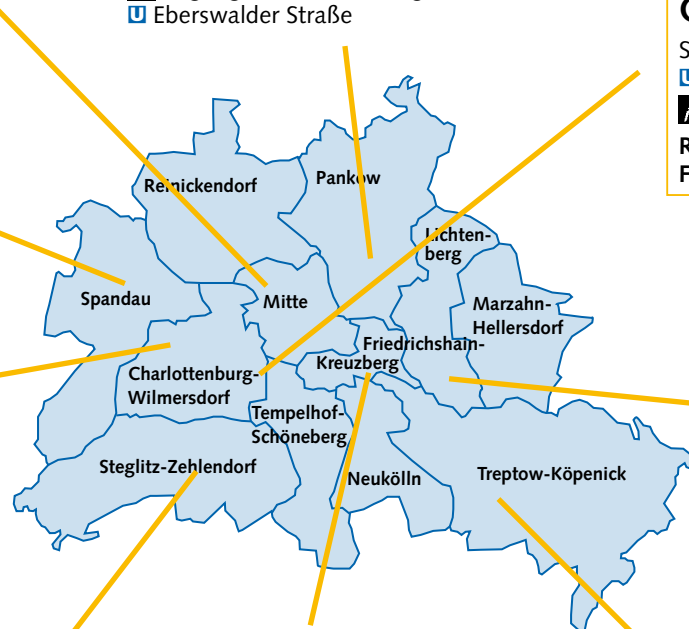 U Eberswalder Straße
S
U
i
R
F
Reinickendorf
Pankow
Lichten-
berg
Spandau
Mitte
Marzahn-
Hellersdorf
Friedrichshain-
Kreuzberg
Charlottenburg-
Wilmersdorf
Tempelhof-
Schöneberg
Steglitz-Zehlendorf
Neukölln
Treptow-Köpenick